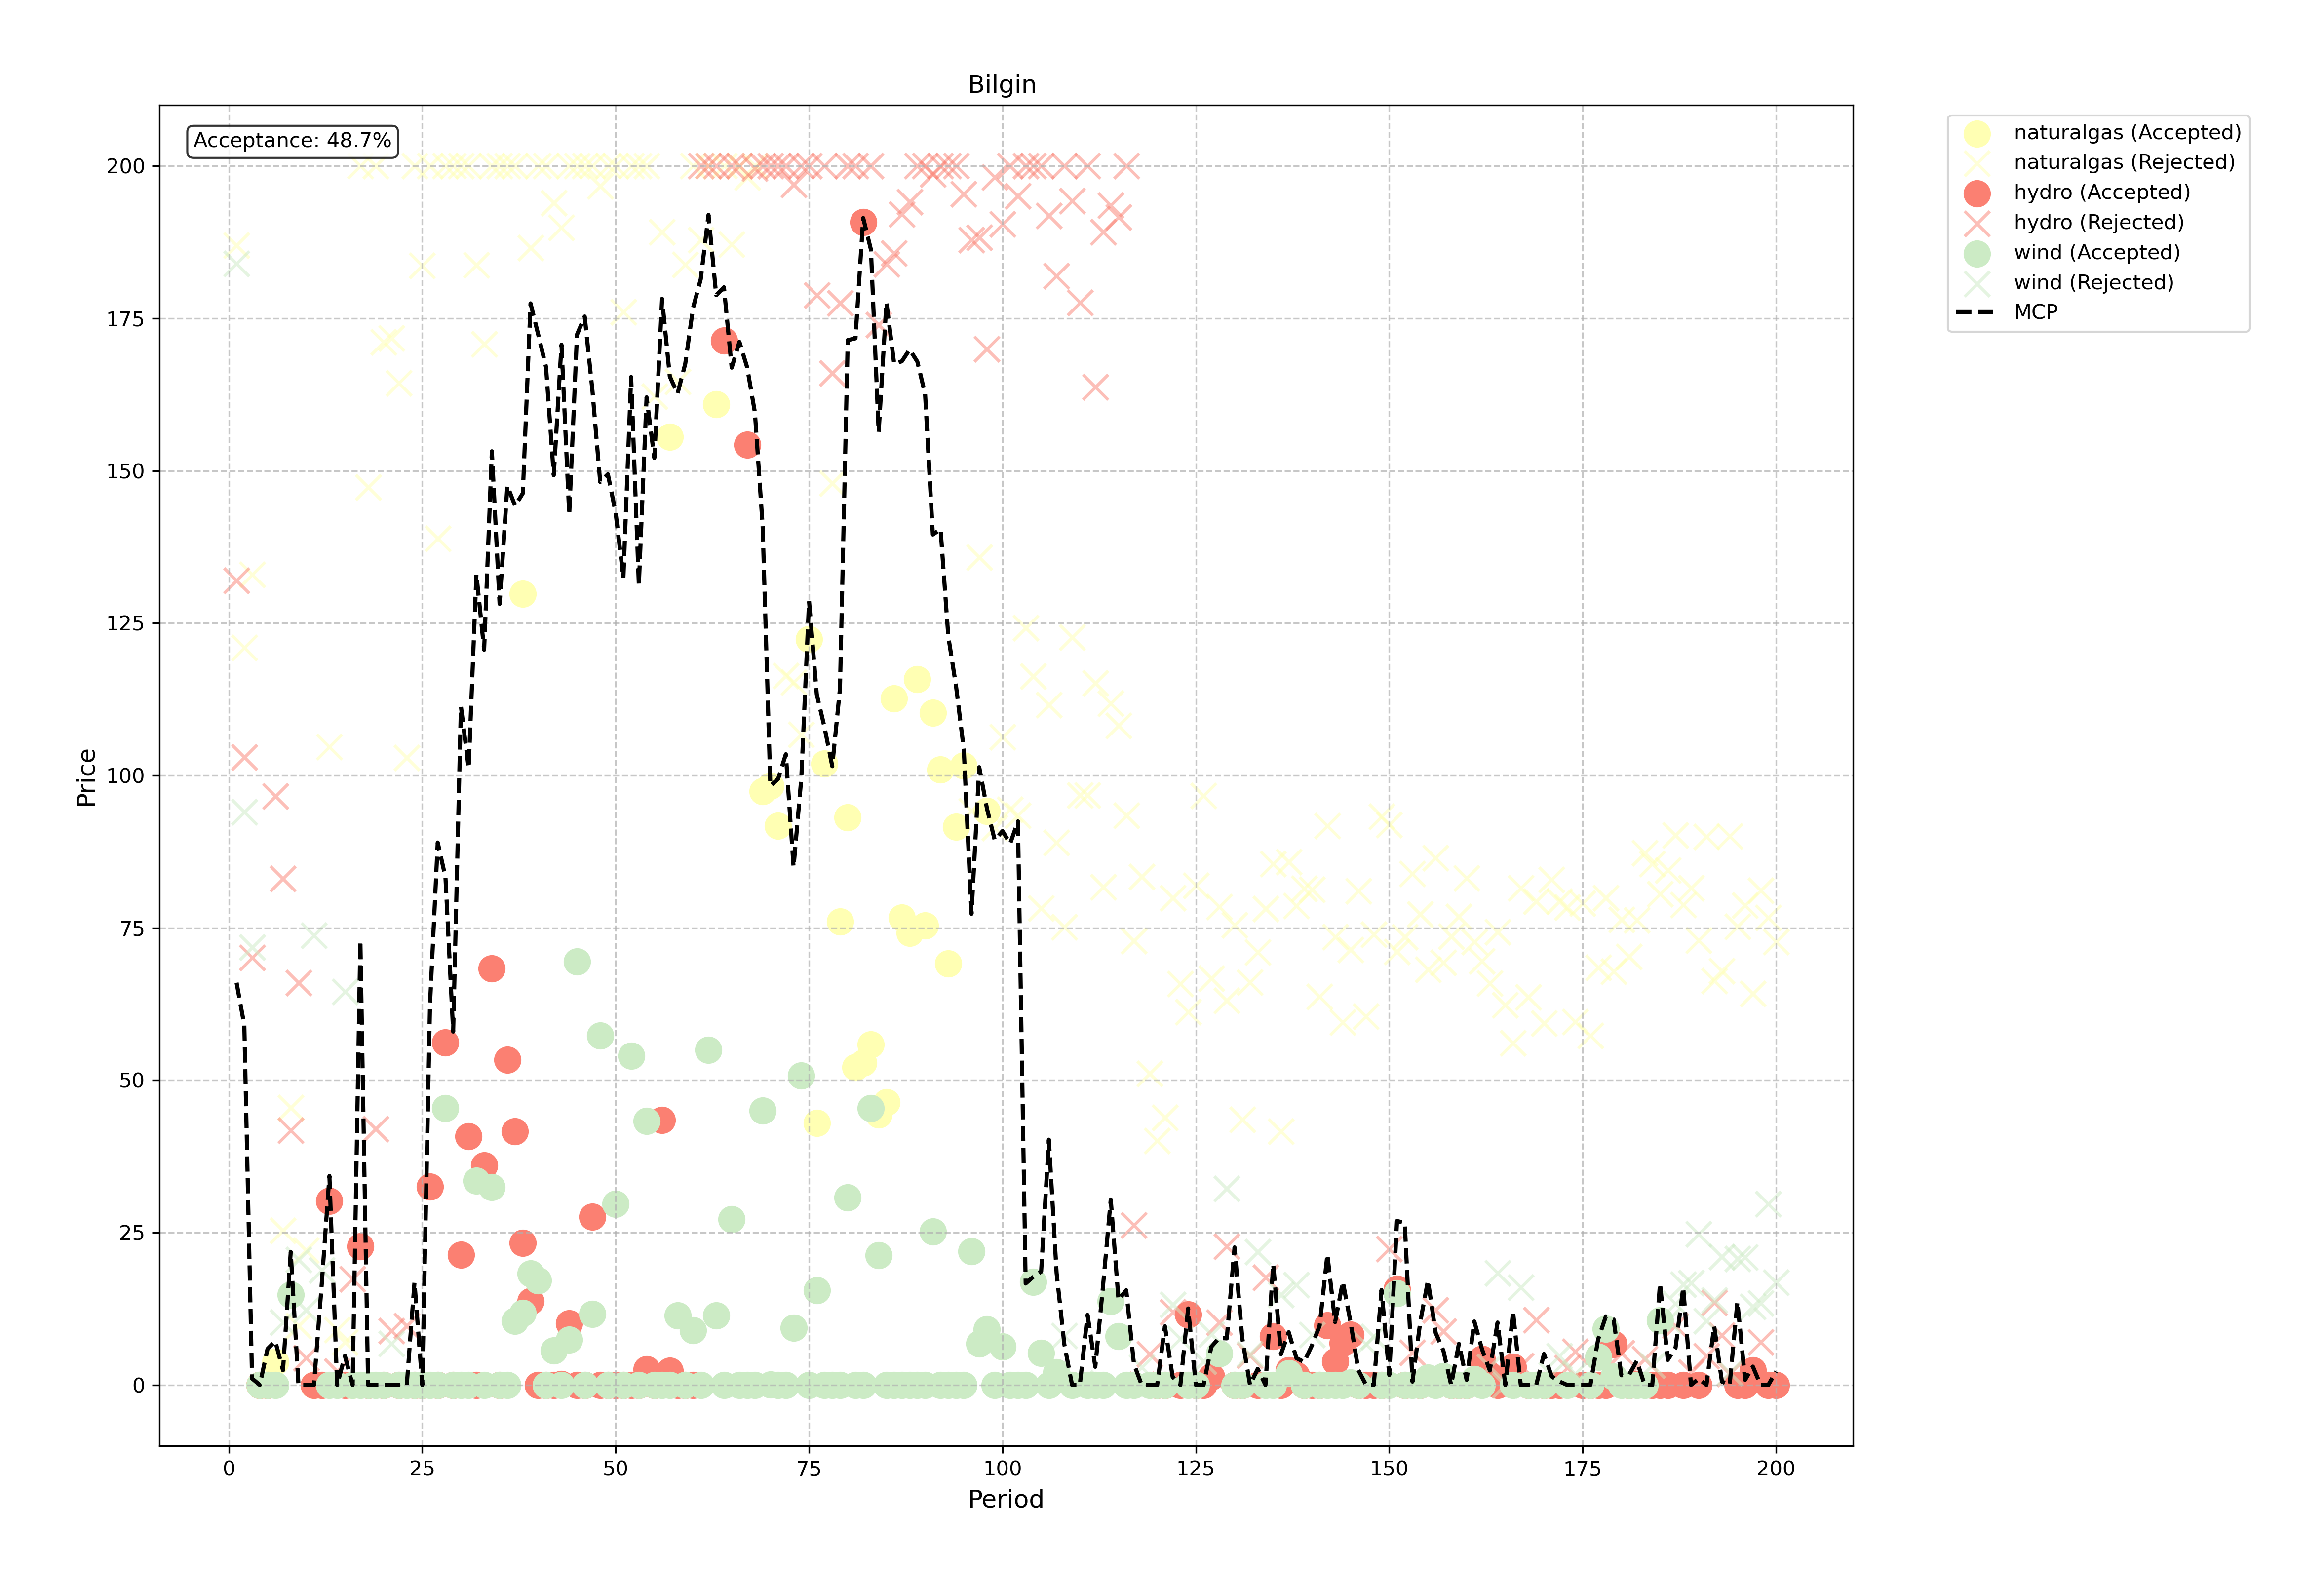 Bilgin
Acceptance: 48.7%
naturalgas (Accepted)
naturalgas (Rejected)
hydro (Accepted)
hydro (Rejected)
wind (Accepted)
wind (Rejected)
MCP
Price
200
175
150
125
100
75
50
25
0
0 25 50 75 100 125 150 175 200
Period